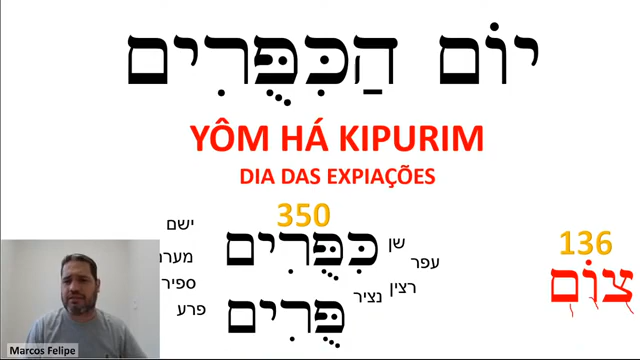 יוֹם הַכִּפֻּרִים
YÔM HÁ KIPURIM
DIA DAS EXPIAÇÕES
350
136
ישם
כִּפֻּרִים
שן
עפר
ספיר
רצין
נציר
פרע
פֻּרִים
צוֹם
Marcos Felipe